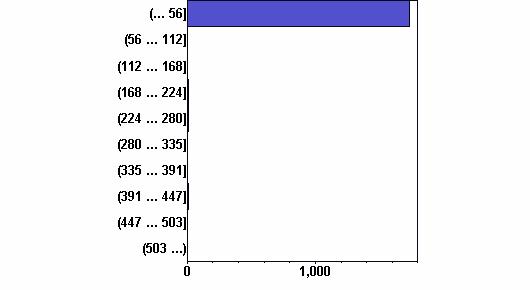 (... 56]
(56 ... 112]
(112 ... 168]
(168 ... 224]
(224 ... 280]
(280 ... 335]
(335 ... 391]
(391 ... 447]
(447 ... 503]
(503 ...)
0 1,000